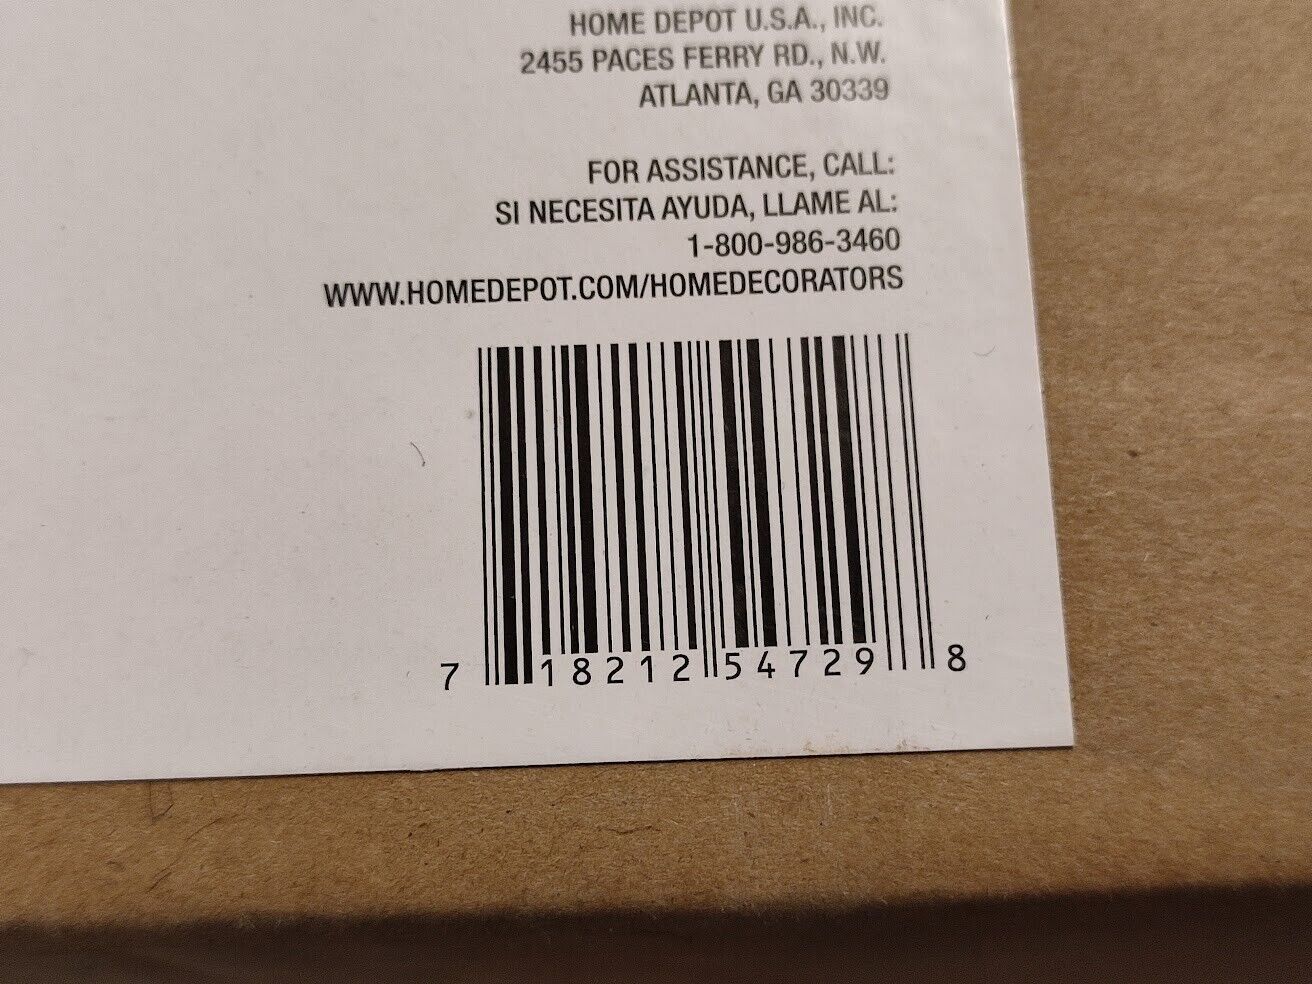 HOME DEPOT U.S.A., INC.
2455 PACES FERRY RD., N.W.
ATLANTA, GA 30339
FOR ASSISTANCE, CALL:
SI NECESITA AYUDA, LLAME AL:
1-800-986-3460
WWW.HOMEDEPOT.COM/HOMEDECORATORS
7 18212 54729 8